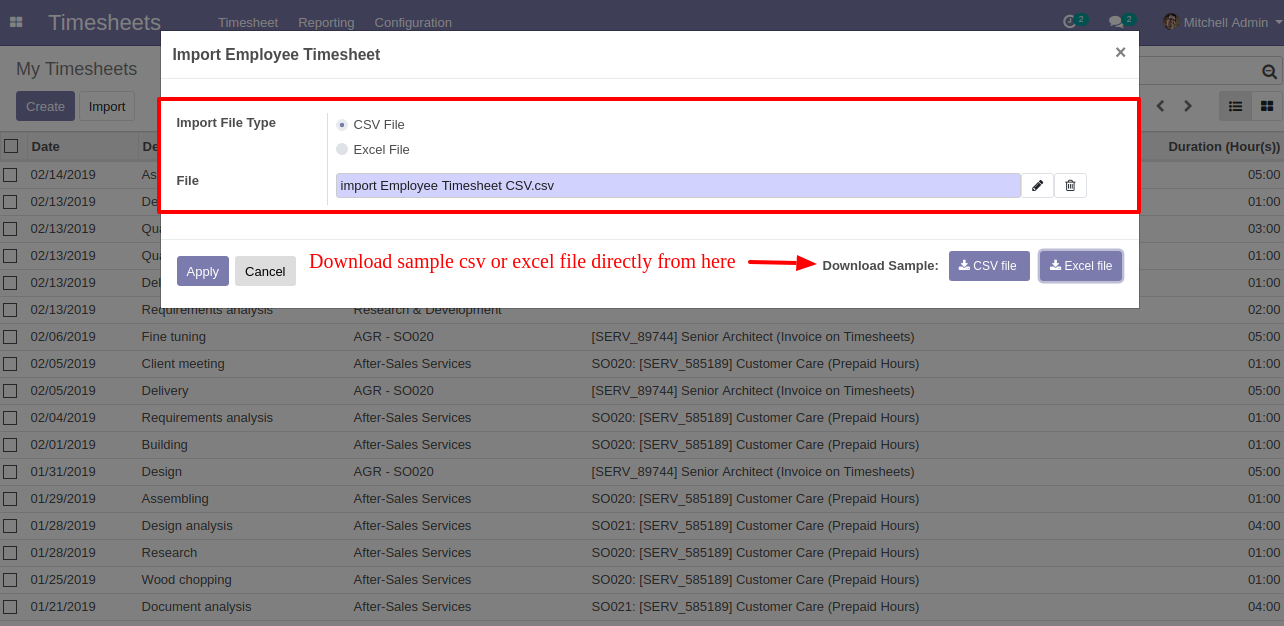 Timesheets Timesheet Reporting Configuration 2 2 Mitchell Admin
Import Employee Timesheet ×
My Timesheets
Create Import
Import File Type CSV File
Excel File
File import Employee Timesheet CSV.csv
Apply Cancel Download sample csv or excel file directly from here Download Sample: CSV file Excel file
Date De Duration (Hour(s))
02/14/2019 As 05:00
02/13/2019 De 01:00
02/13/2019 Qua 03:00
02/13/2019 Qua 01:00
02/13/2019 Del 01:00
02/13/2019 Requirements analysis Research & Development 02:00
02/06/2019 Fine tuning AGR - SO020 [SERV_89744] Senior Architect (Invoice on Timesheets) 05:00
02/05/2019 Client meeting After-Sales Services SO020: [SERV_585189] Customer Care (Prepaid Hours) 01:00
02/05/2019 Delivery AGR - SO020 [SERV_89744] Senior Architect (Invoice on Timesheets) 05:00
02/04/2019 Requirements analysis After-Sales Services SO020: [SERV_585189] Customer Care (Prepaid Hours) 01:00
02/01/2019 Building After-Sales Services SO020: [SERV_585189] Customer Care (Prepaid Hours) 01:00
01/31/2019 Design AGR - SO020 [SERV_89744] Senior Architect (Invoice on Timesheets) 05:00
01/29/2019 Assembling After-Sales Services SO020: [SERV_585189] Customer Care (Prepaid Hours) 01:00
01/28/2019 Design analysis After-Sales Services SO021: [SERV_585189] Customer Care (Prepaid Hours) 04:00
01/28/2019 Research After-Sales Services SO020: [SERV_585189] Customer Care (Prepaid Hours) 01:00
01/25/2019 Wood chopping After-Sales Services SO020: [SERV_585189] Customer Care (Prepaid Hours) 01:00
01/21/2019 Document analysis After-Sales Services SO021: [SERV_585189] Customer Care (Prepaid Hours) 04:00